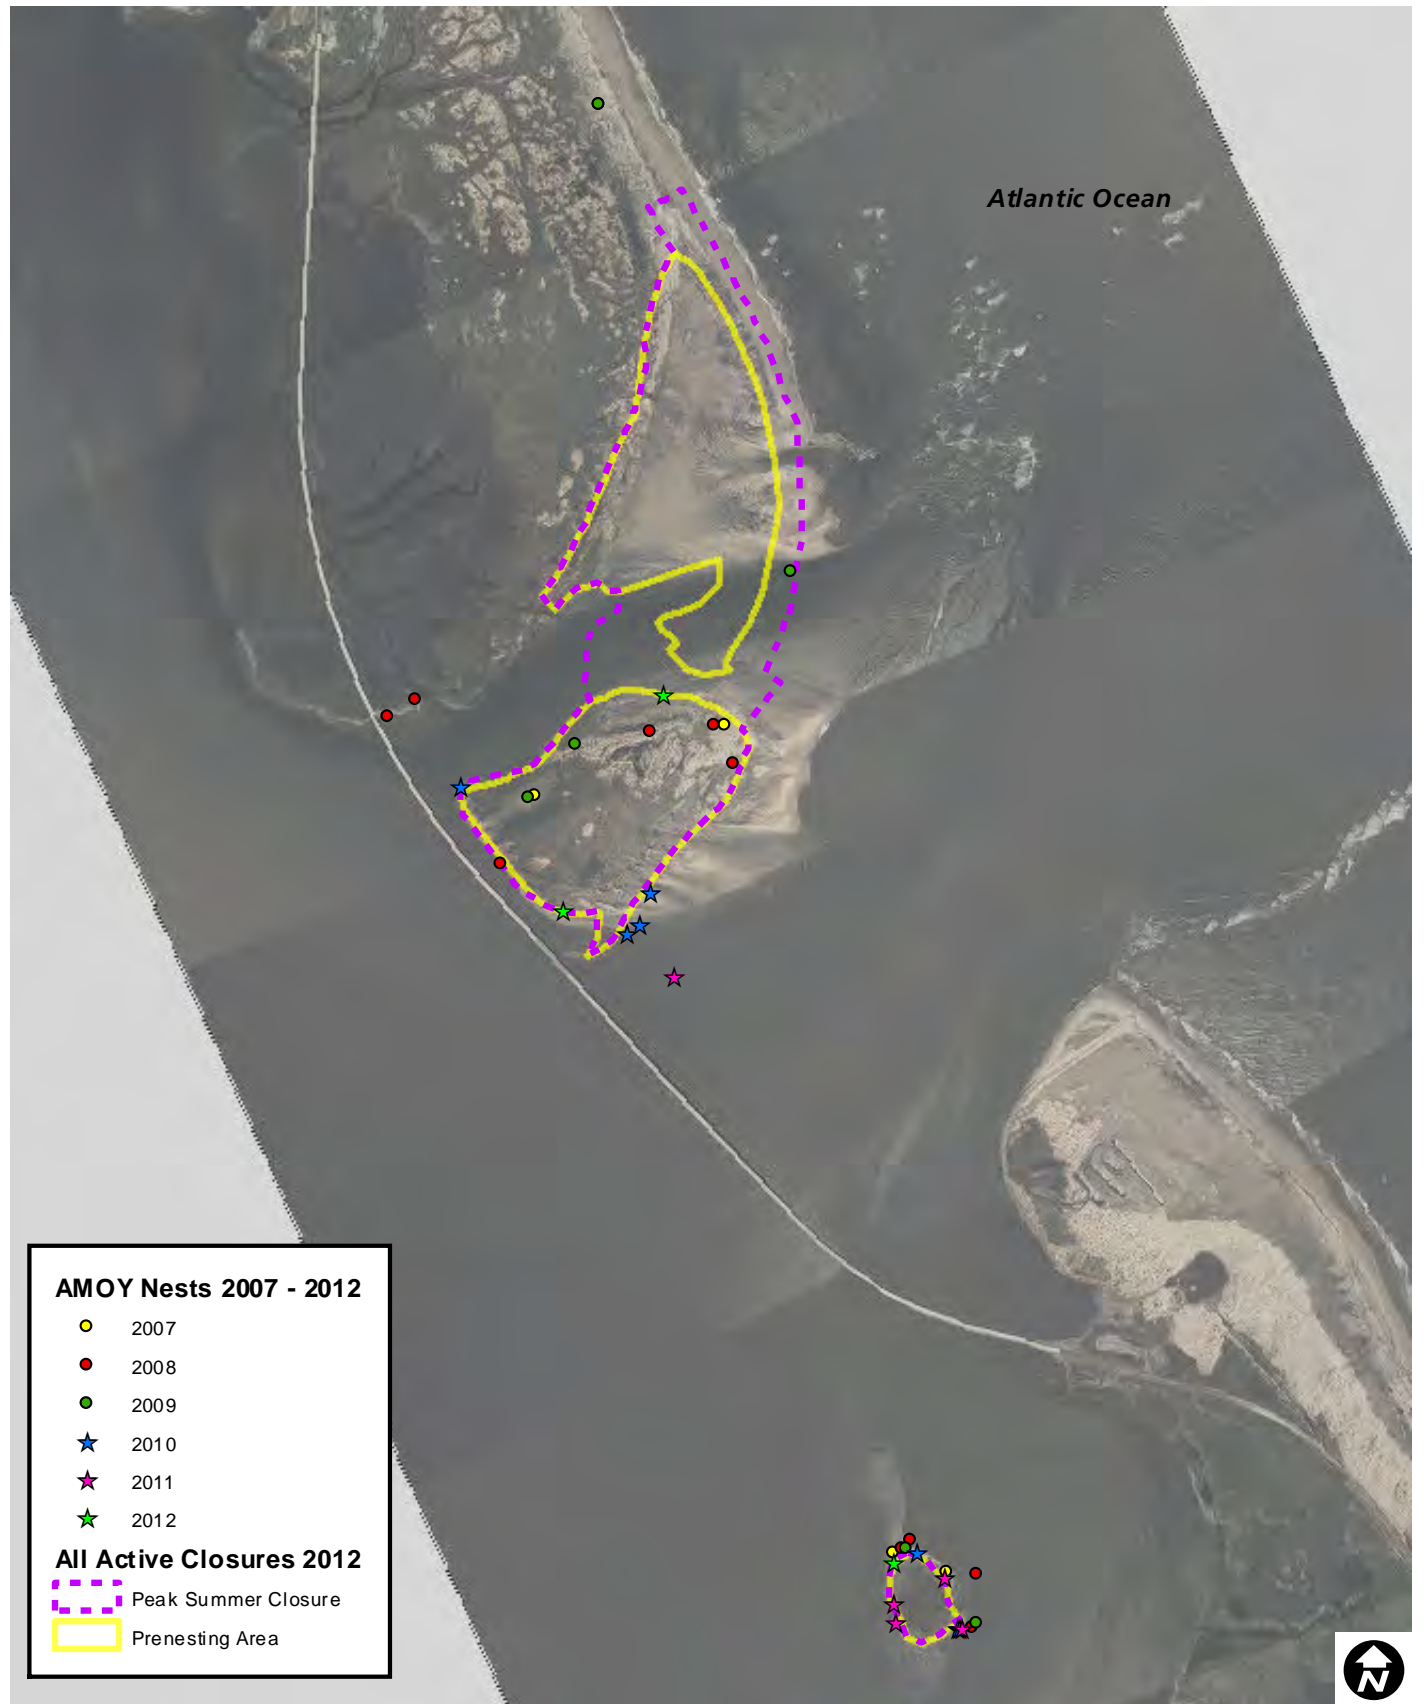 Atlantic Ocean
AMOY Nests 2007 - 2012
2007
2008
2009
2010
2011
2012
All Active Closures 2012
Peak Summer Closure
Prenesting Area
N